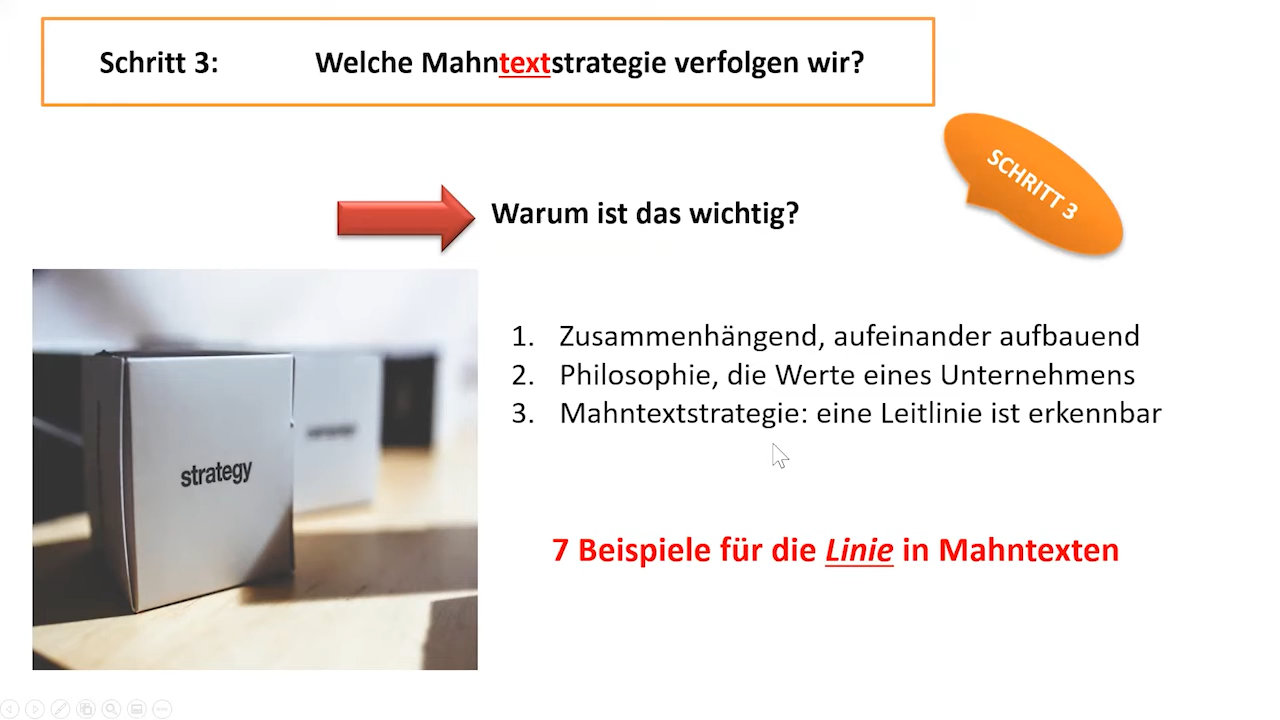 Schritt 3: Welche Mahntextstrategie verfolgen wir?
SCHRITT 3
Warum ist das wichtig?
1. Zusammenhängend, aufeinander aufbauend
2. Philosophie, die Werte eines Unternehmens
3. Mahntextstrategie: eine Leitlinie ist erkennbar
strategy
7 Beispiele für die Linie in Mahntexten